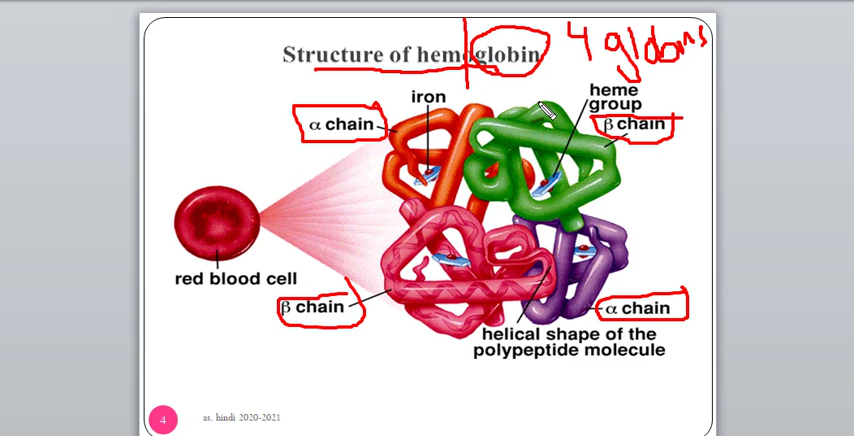 Structure of hemoglobin
4 globins
iron
heme
group
α chain
β chain
red blood cell
β chain
α chain
helical shape of the
polypeptide molecule
4
as. hindi 2020-2021